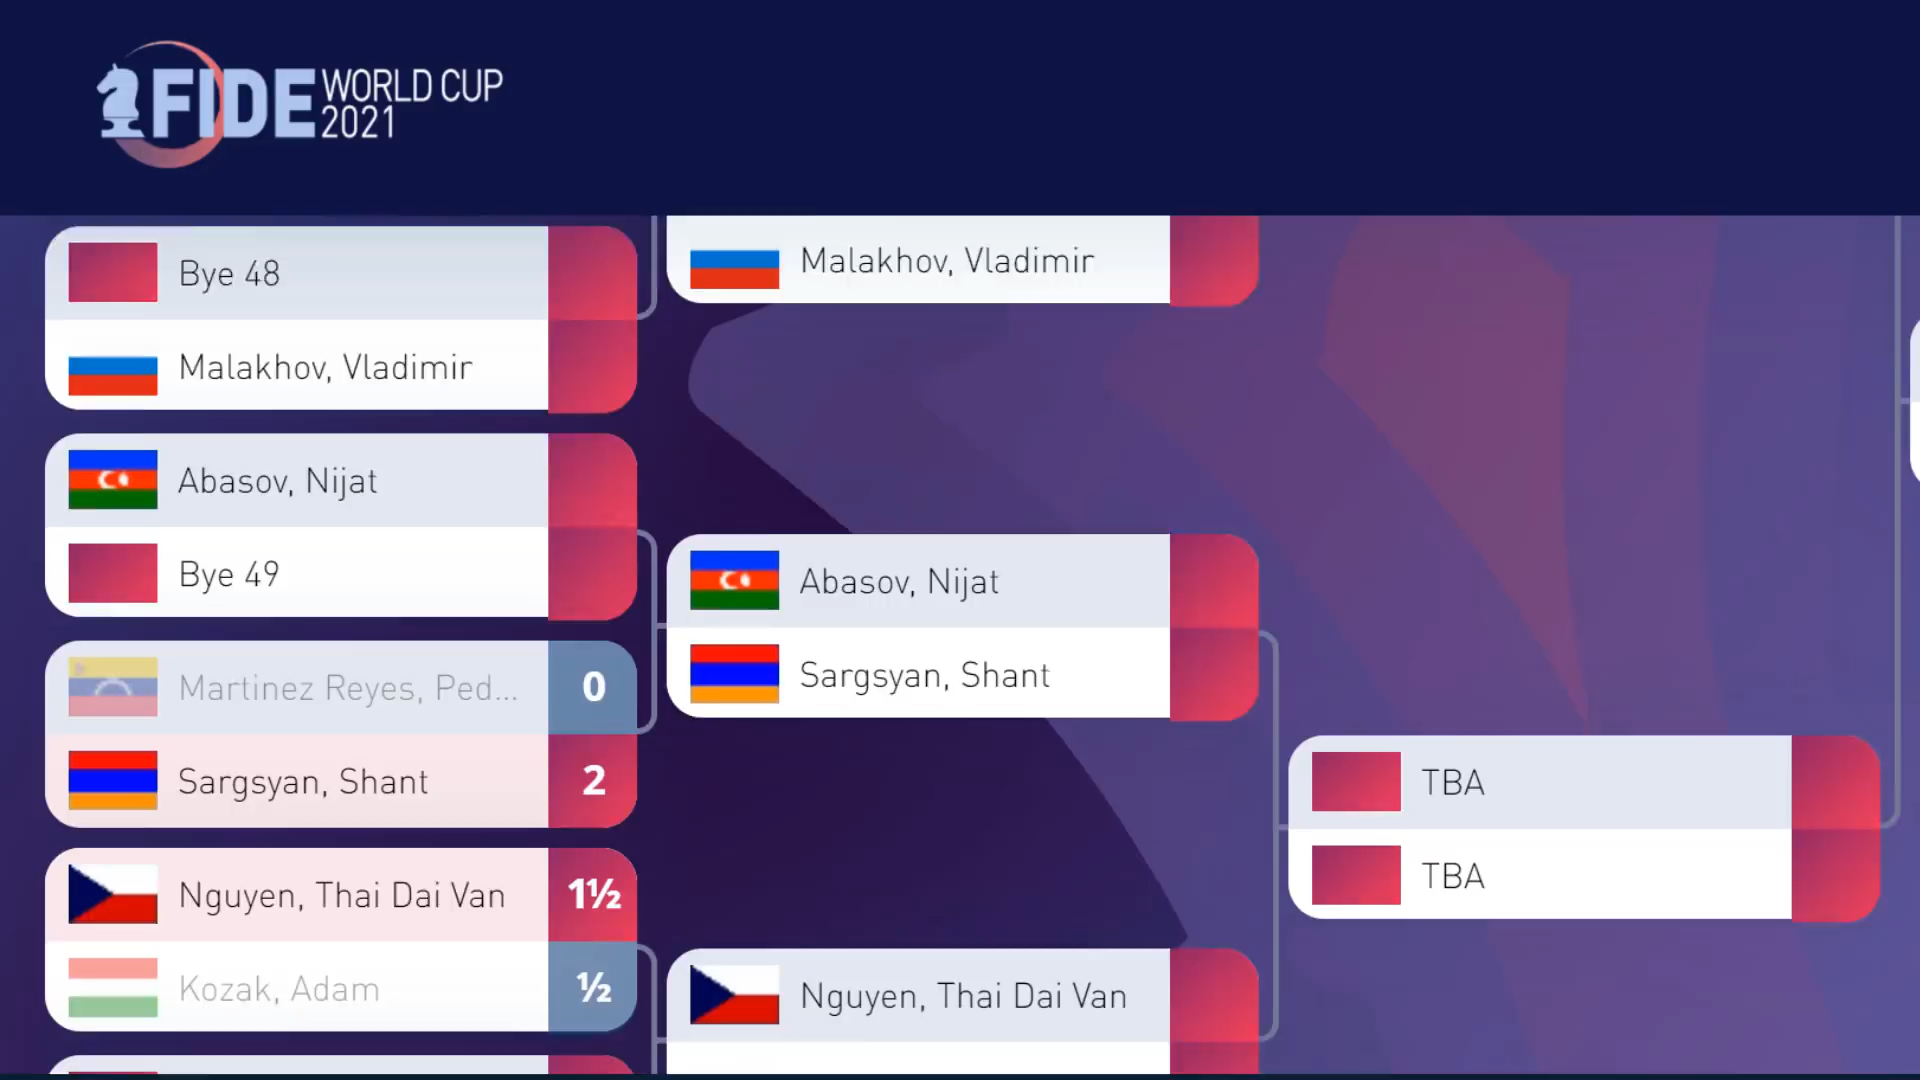 FIDE WORLD CUP
2021
Bye 48
Malakhov, Vladimir
Malakhov, Vladimir
Abasov, Nijat
Bye 49
Martinez Reyes, Ped... 0
Sargsyan, Shant 2
Nguyen, Thai Dai Van 1½
Kozak, Adam ½
Abasov, Nijat
Sargsyan, Shant
Nguyen, Thai Dai Van
TBA
TBA